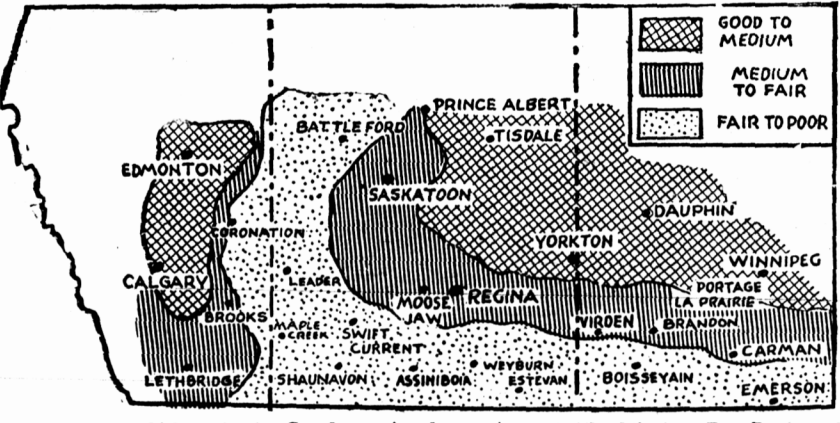 GOOD TO
MEDIUM
MEDIUM
TO FAIR
FAIR TO POOR
PRINCE ALBERT
BATTLEFORD
TISDALE
EDMONTON
SASKATOON
DAUPHIN
CORONATION
YORKTON
WINNIPEG
CALGARY
LEADER
PORTAGE
LA PRAIRIE
MOOSE
JAW
REGINA
BROOKS
MAPLE
CREEK
SWIFT
CURRENT
VIRDEN
BRANDON
CARMAN
LETHBRIDGE
SHAUNAVON
ASSINIBOIA
WEYBURN
ESTEVAN
BOISSEVAIN
EMERSON